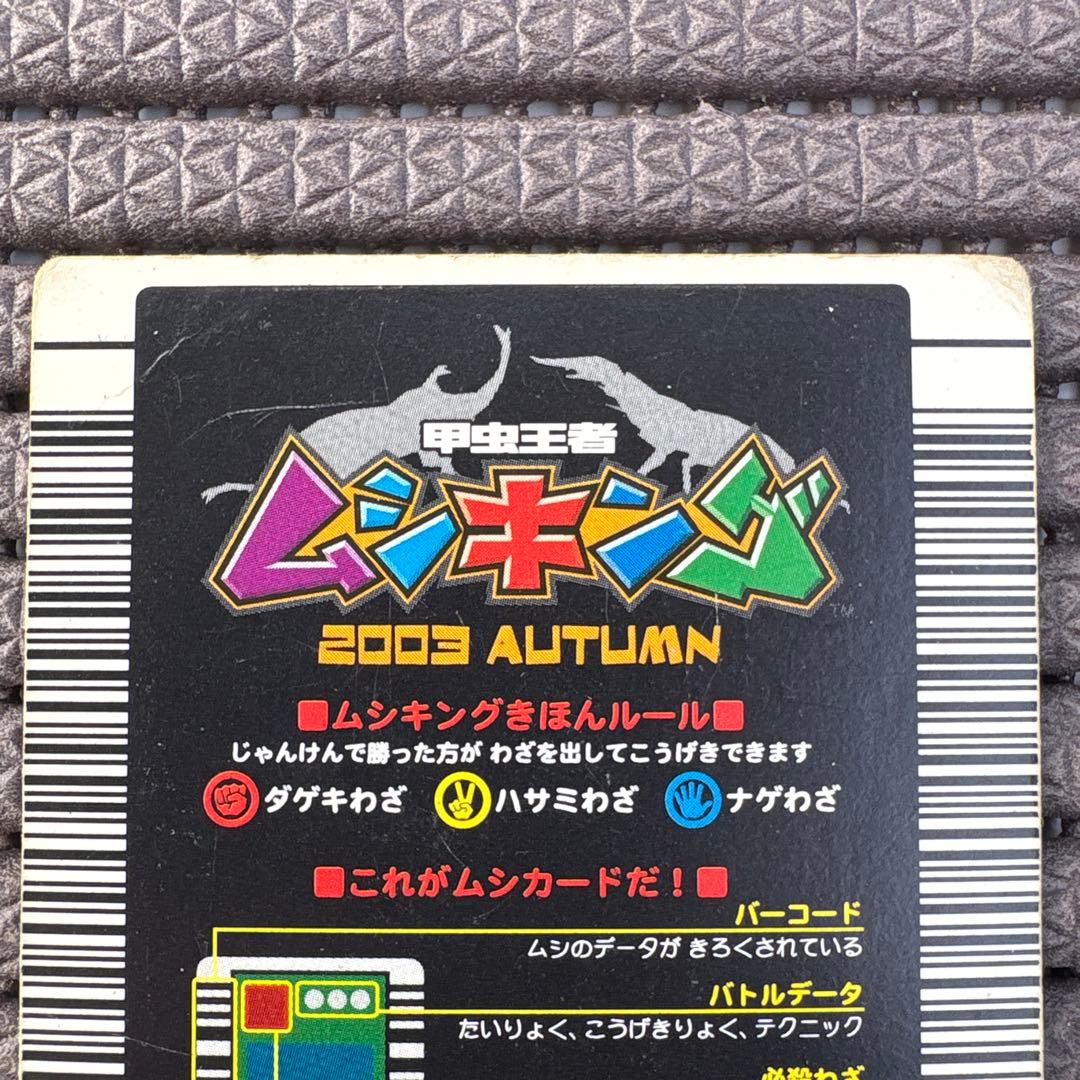 甲虫王者
ムシキング
TM
2003 AUTUMN
■ムシキングきほんルール■
じゃんけんで勝った方が わざを出してこうげきできます
ダゲキわざ ハサミわざ ナゲわざ
■これがムシカードだ!■
バーコード
ムシのデータが きろくされている
バトルデータ
たいりょく、こうげきりょく、テクニック
必殺わざ